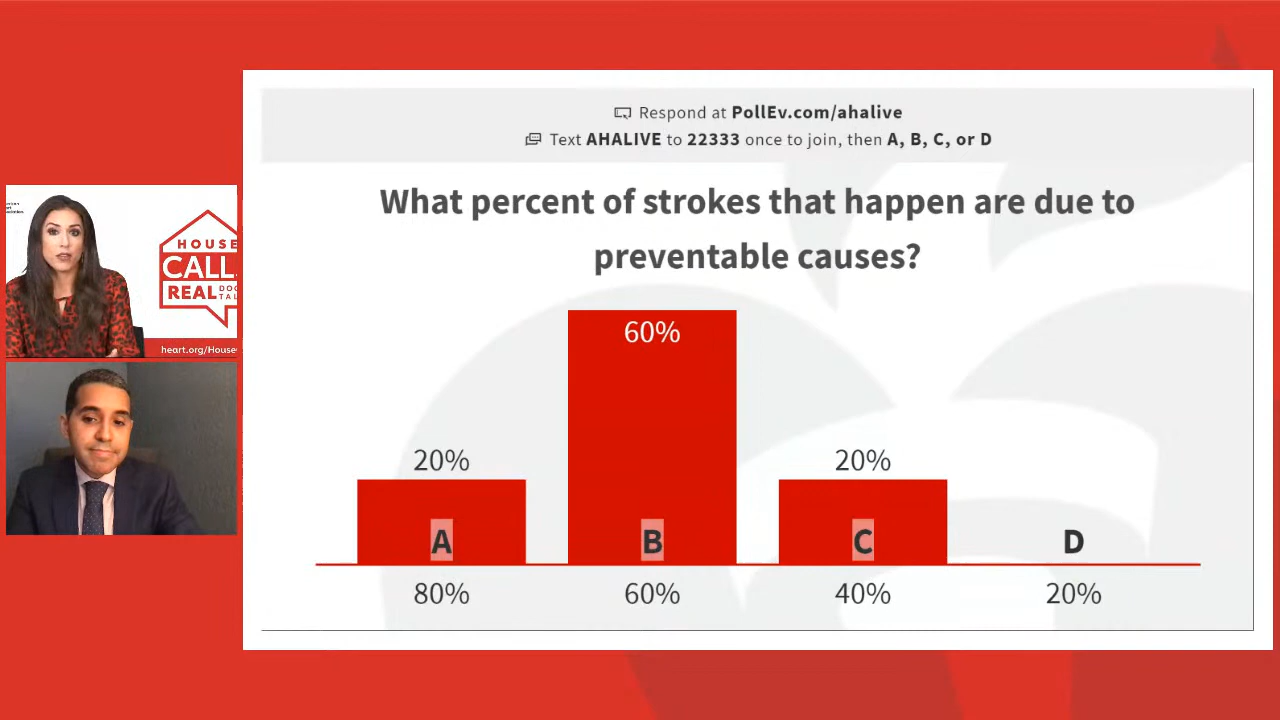 Respond at PollEv.com/ahalive
Text AHALIVE to 22333 once to join, then A, B, C, or D
What percent of strokes that happen are due to
preventable causes?
60%
20%
20%
A
B
C
D
80%
60%
40%
20%
HOUSE
CALL
REAL DOC
TAL
heart.org/House